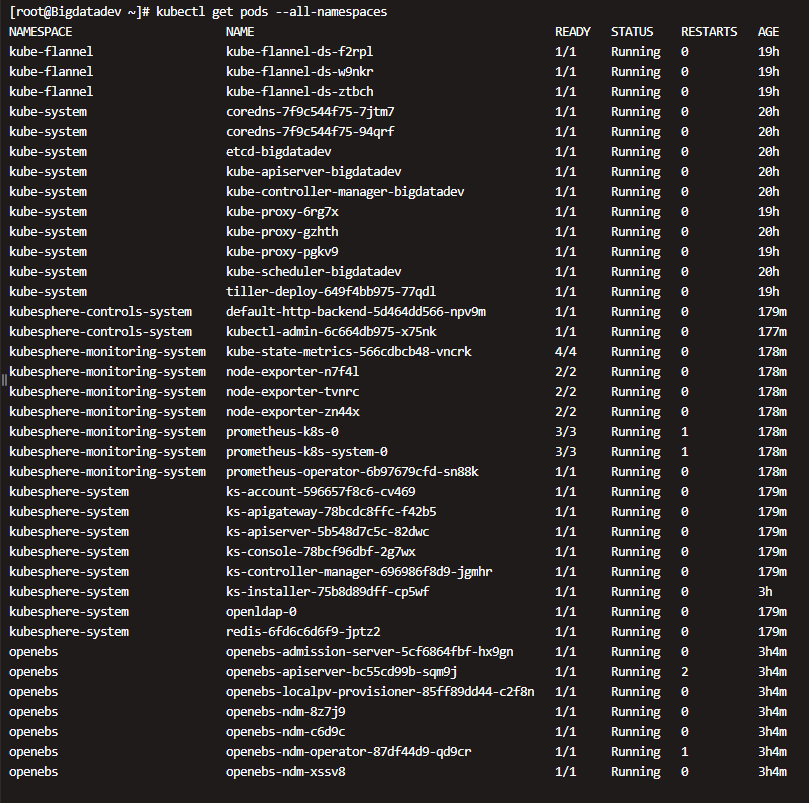 [root@Bigdatadev ~]# kubectl get pods --all-namespaces
NAMESPACE NAME READY STATUS RESTARTS AGE
kube-flannel kube-flannel-ds-f2rpl 1/1 Running 0 19h
kube-flannel kube-flannel-ds-w9nkr 1/1 Running 0 19h
kube-flannel kube-flannel-ds-ztbch 1/1 Running 0 19h
kube-system coredns-7f9c544f75-7jtm7 1/1 Running 0 20h
kube-system coredns-7f9c544f75-94qrf 1/1 Running 0 20h
kube-system etcd-bigdatadev 1/1 Running 0 20h
kube-system kube-apiserver-bigdatadev 1/1 Running 0 20h
kube-system kube-controller-manager-bigdatadev 1/1 Running 0 20h
kube-system kube-proxy-6rg7x 1/1 Running 0 19h
kube-system kube-proxy-gzhth 1/1 Running 0 20h
kube-system kube-proxy-pgkv9 1/1 Running 0 19h
kube-system kube-scheduler-bigdatadev 1/1 Running 0 20h
kube-system tiller-deploy-649f4bb975-77qdl 1/1 Running 0 19h
kubesphere-controls-system default-http-backend-5d464dd566-npv9m 1/1 Running 0 179m
kubesphere-controls-system kubectl-admin-6c664db975-x75nk 1/1 Running 0 177m
kubesphere-monitoring-system kube-state-metrics-566cdbcb48-vncrk 4/4 Running 0 178m
kubesphere-monitoring-system node-exporter-n7f4l 2/2 Running 0 178m
kubesphere-monitoring-system node-exporter-tvnrc 2/2 Running 0 178m
kubesphere-monitoring-system node-exporter-zn44x 2/2 Running 0 178m
kubesphere-monitoring-system prometheus-k8s-0 3/3 Running 1 178m
kubesphere-monitoring-system prometheus-k8s-system-0 3/3 Running 1 178m
kubesphere-monitoring-system prometheus-operator-6b97679cfd-sn88k 1/1 Running 0 178m
kubesphere-system ks-account-596657f8c6-cv469 1/1 Running 0 179m
kubesphere-system ks-apigateway-78bcdc8ffc-f42b5 1/1 Running 0 179m
kubesphere-system ks-apiserver-5b548d7c5c-82dwc 1/1 Running 0 179m
kubesphere-system ks-console-78bcf96dbf-2g7wx 1/1 Running 0 179m
kubesphere-system ks-controller-manager-696986f8d9-jgmhr 1/1 Running 0 179m
kubesphere-system ks-installer-75b8d89dff-cp5wf 1/1 Running 0 3h
kubesphere-system openldap-0 1/1 Running 0 179m
kubesphere-system redis-6fd6c6d6f9-jptz2 1/1 Running 0 179m
openebs openebs-admission-server-5cf6864fbf-hx9gn 1/1 Running 0 3h4m
openebs openebs-apiserver-bc55cd99b-sqm9j 1/1 Running 2 3h4m
openebs openebs-localpv-provisioner-85ff89dd44-c2f8n 1/1 Running 0 3h4m
openebs openebs-ndm-8z7j9 1/1 Running 0 3h4m
openebs openebs-ndm-c6d9c 1/1 Running 0 3h4m
openebs openebs-ndm-operator-87df44d9-qd9cr 1/1 Running 1 3h4m
openebs openebs-ndm-xssv8 1/1 Running 0 3h4m